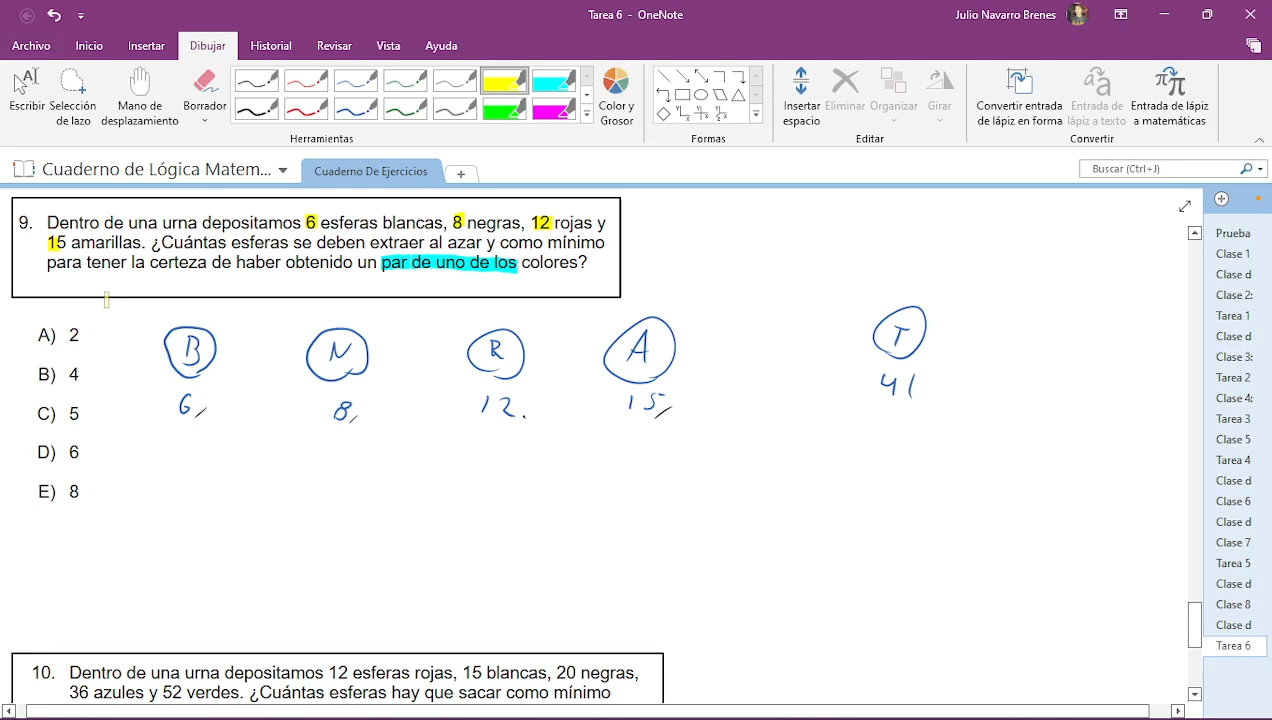 Tarea 6 - OneNote
Julio Navarro Brenes
Archivo Inicio Insertar Dibujar Historial Revisar Vista Ayuda
Escribir
Selección de lazo
Mano de desplazamiento
Borrador
Color y Grosor
Insertar espacio
Eliminar
Organizar
Girar
Convertir entrada de lápiz en forma
Entrada de lápiz a texto
Entrada de lápiz a matemáticas
Herramientas
Formas
Editar
Convertir
Cuaderno de Lógica Matem...
Cuaderno De Ejercicios
Buscar (Ctrl+J)
9. Dentro de una urna depositamos 6 esferas blancas, 8 negras, 12 rojas y
15 amarillas. ¿Cuántas esferas se deben extraer al azar y como mínimo
para tener la certeza de haber obtenido un par de uno de los colores?
A) 2
B) 4
C) 5
D) 6
E) 8
B N R A T
6 8 12 15 41
10. Dentro de una urna depositamos 12 esferas rojas, 15 blancas, 20 negras,
36 azules y 52 verdes. ¿Cuántas esferas hay que sacar como mínimo
Prueba
Clase 1
Clase d
Clase 2:
Tarea 1
Clase d
Clase 3:
Tarea 2
Clase 4:
Tarea 3
Clase 5
Tarea 4
Clase d
Clase 6
Clase d
Clase 7
Tarea 5
Clase d
Clase 8
Clase d
Tarea 6